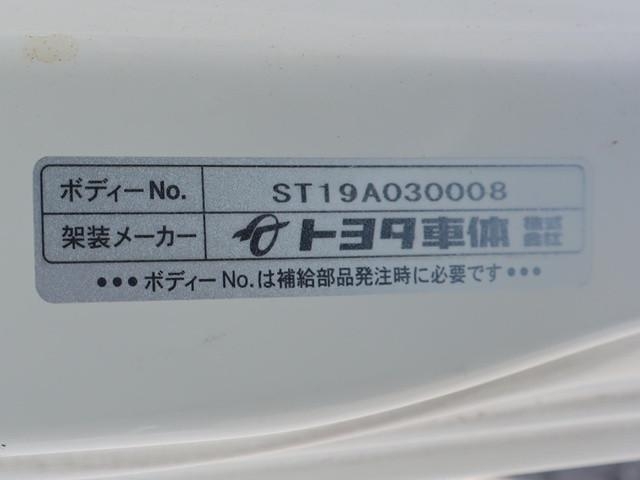 ボディーNo. ST19A030008
架装メーカー トヨタ車体 株式会社
•••ボディーNo.は補給部品発注時に必要です•••